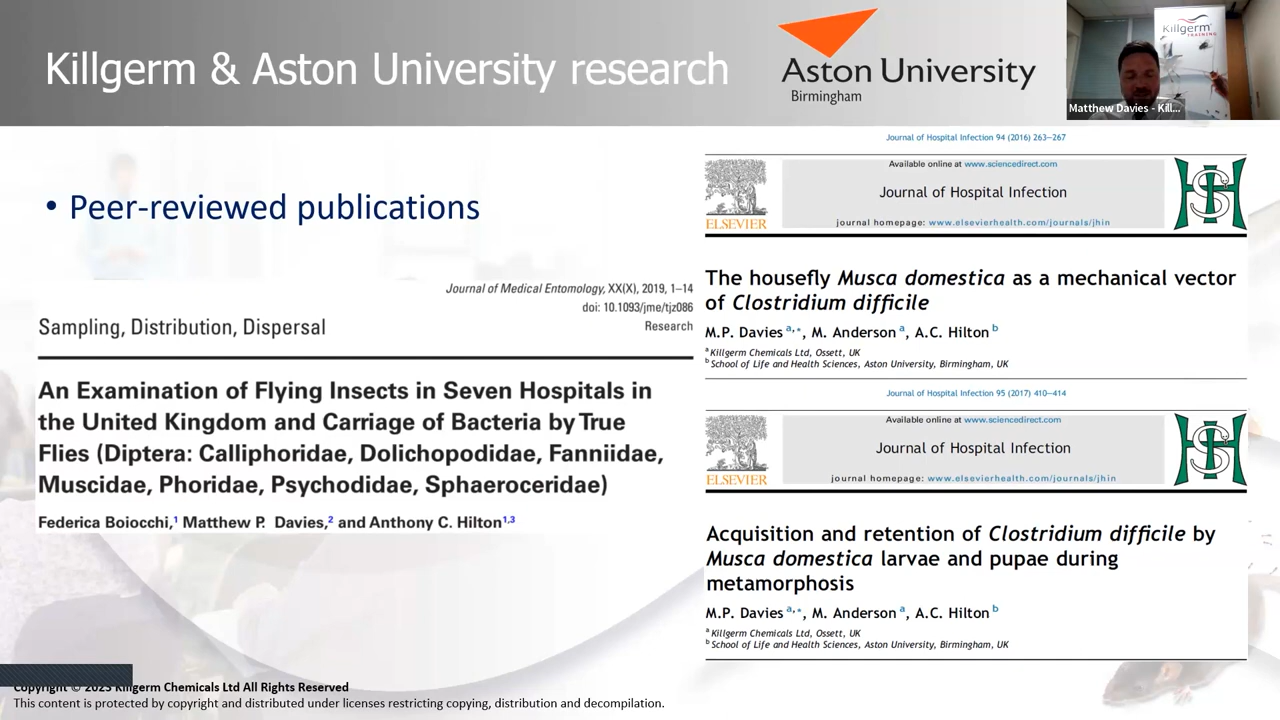 Killgerm & Aston University research
Aston University
Birmingham
Killgerm
TRAINING
Matthew Davies - Kill...
• Peer-reviewed publications
Journal of Medical Entomology, XX(X), 2019, 1–14
doi: 10.1093/jme/tjz086
Research
Sampling, Distribution, Dispersal
An Examination of Flying Insects in Seven Hospitals in
the United Kingdom and Carriage of Bacteria by True
Flies (Diptera: Calliphoridae, Dolichopodidae, Fanniidae,
Muscidae, Phoridae, Psychodidae, Sphaeroceridae)
Federica Boiocchi,1 Matthew P. Davies,2 and Anthony C. Hilton1,3
Journal of Hospital Infection 94 (2016) 263–267
Available online at www.sciencedirect.com
Journal of Hospital Infection
journal homepage: www.elsevierhealth.com/journals/jhin
ELSEVIER
HIS
The housefly Musca domestica as a mechanical vector
of Clostridium difficile
M.P. Davies a,*, M. Anderson a, A.C. Hilton b
a Killgerm Chemicals Ltd, Ossett, UK
b School of Life and Health Sciences, Aston University, Birmingham, UK
Journal of Hospital Infection 95 (2017) 410–414
Available online at www.sciencedirect.com
Journal of Hospital Infection
journal homepage: www.elsevierhealth.com/journals/jhin
ELSEVIER
HIS
Acquisition and retention of Clostridium difficile by
Musca domestica larvae and pupae during
metamorphosis
M.P. Davies a,*, M. Anderson a, A.C. Hilton b
a Killgerm Chemicals Ltd, Ossett, UK
b School of Life and Health Sciences, Aston University, Birmingham, UK
Copyright © 2023 Killgerm Chemicals Ltd All Rights Reserved
This content is protected by copyright and distributed under licenses restricting copying, distribution and decompilation.